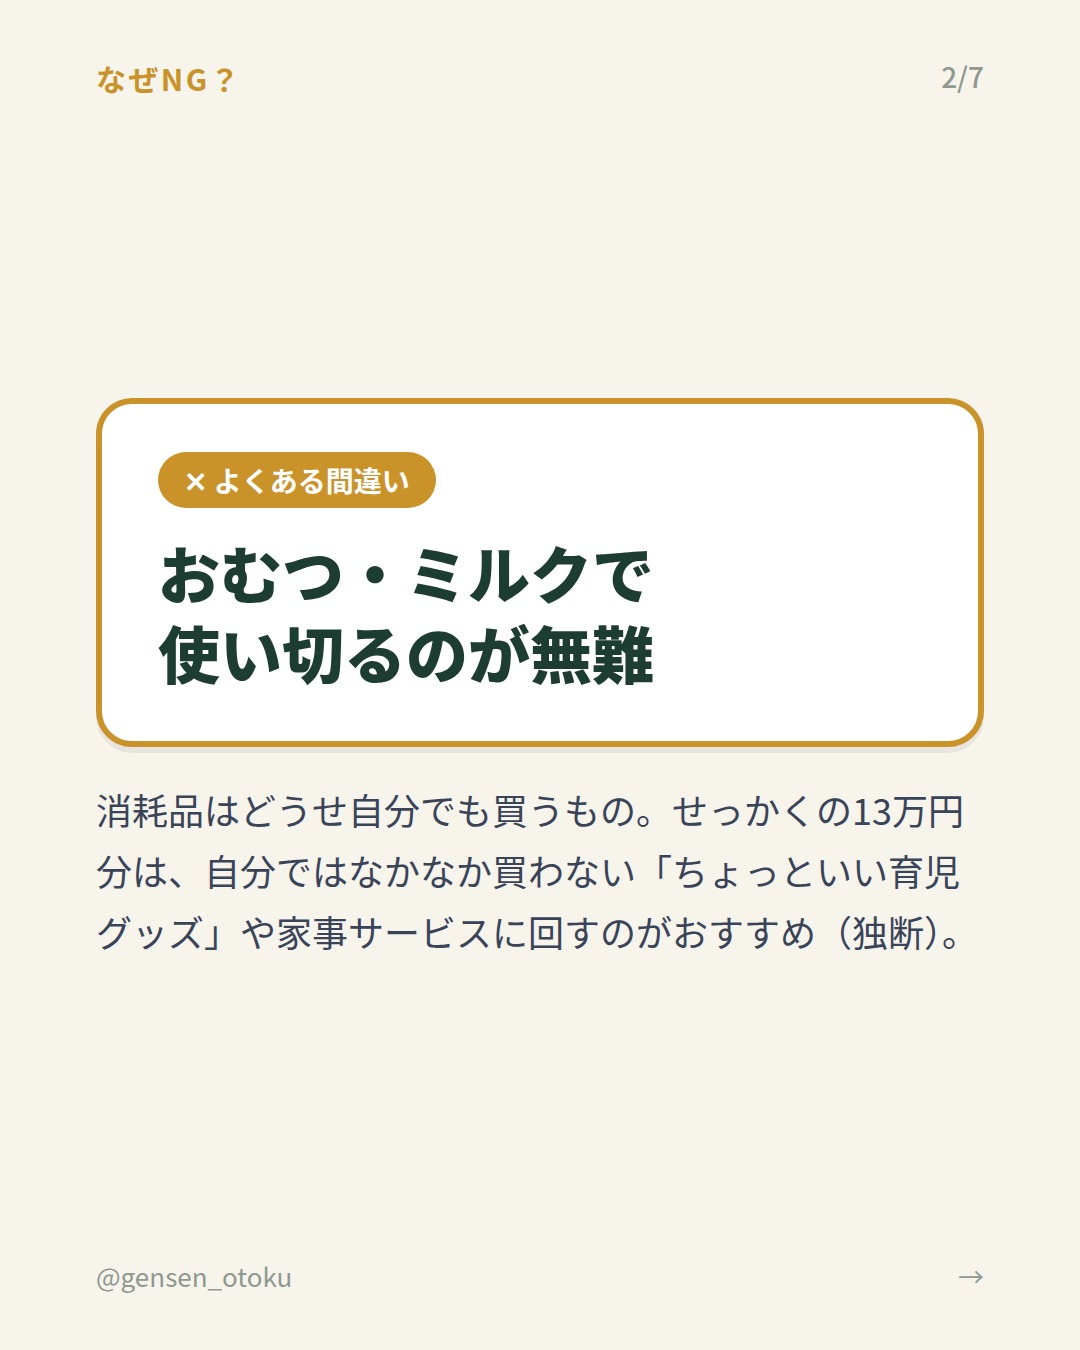 なぜNG？
2/7
× よくある間違い
おむつ・ミルクで
使い切るのが無難
消耗品はどうせ自分でも買うもの。せっかくの13万円
分は、自分ではなかなか買わない「ちょっといい育児
グッズ」や家事サービスに回すのがおすすめ（独断）。
@gensen_otoku
→